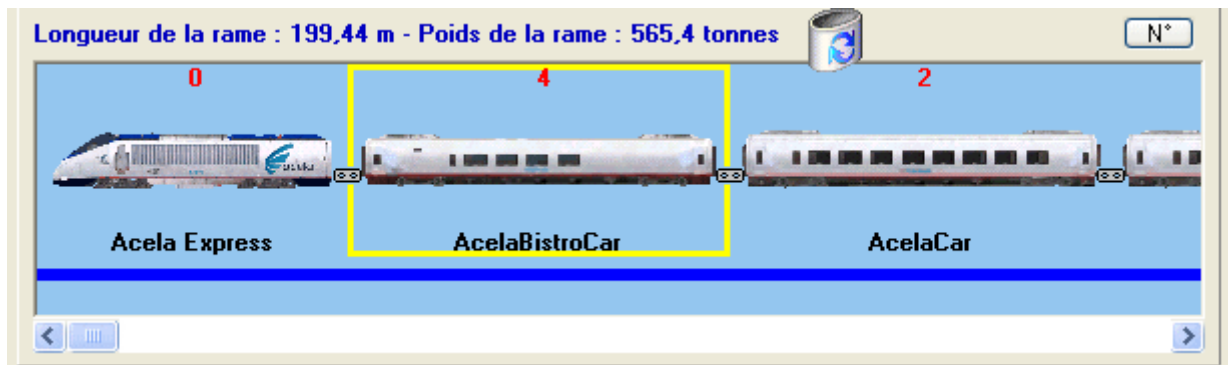 Longueur de la rame : 199,44 m - Poids de la rame : 565,4 tonnes
N°
0 4 2
Acela Express AcelaBistroCar AcelaCar